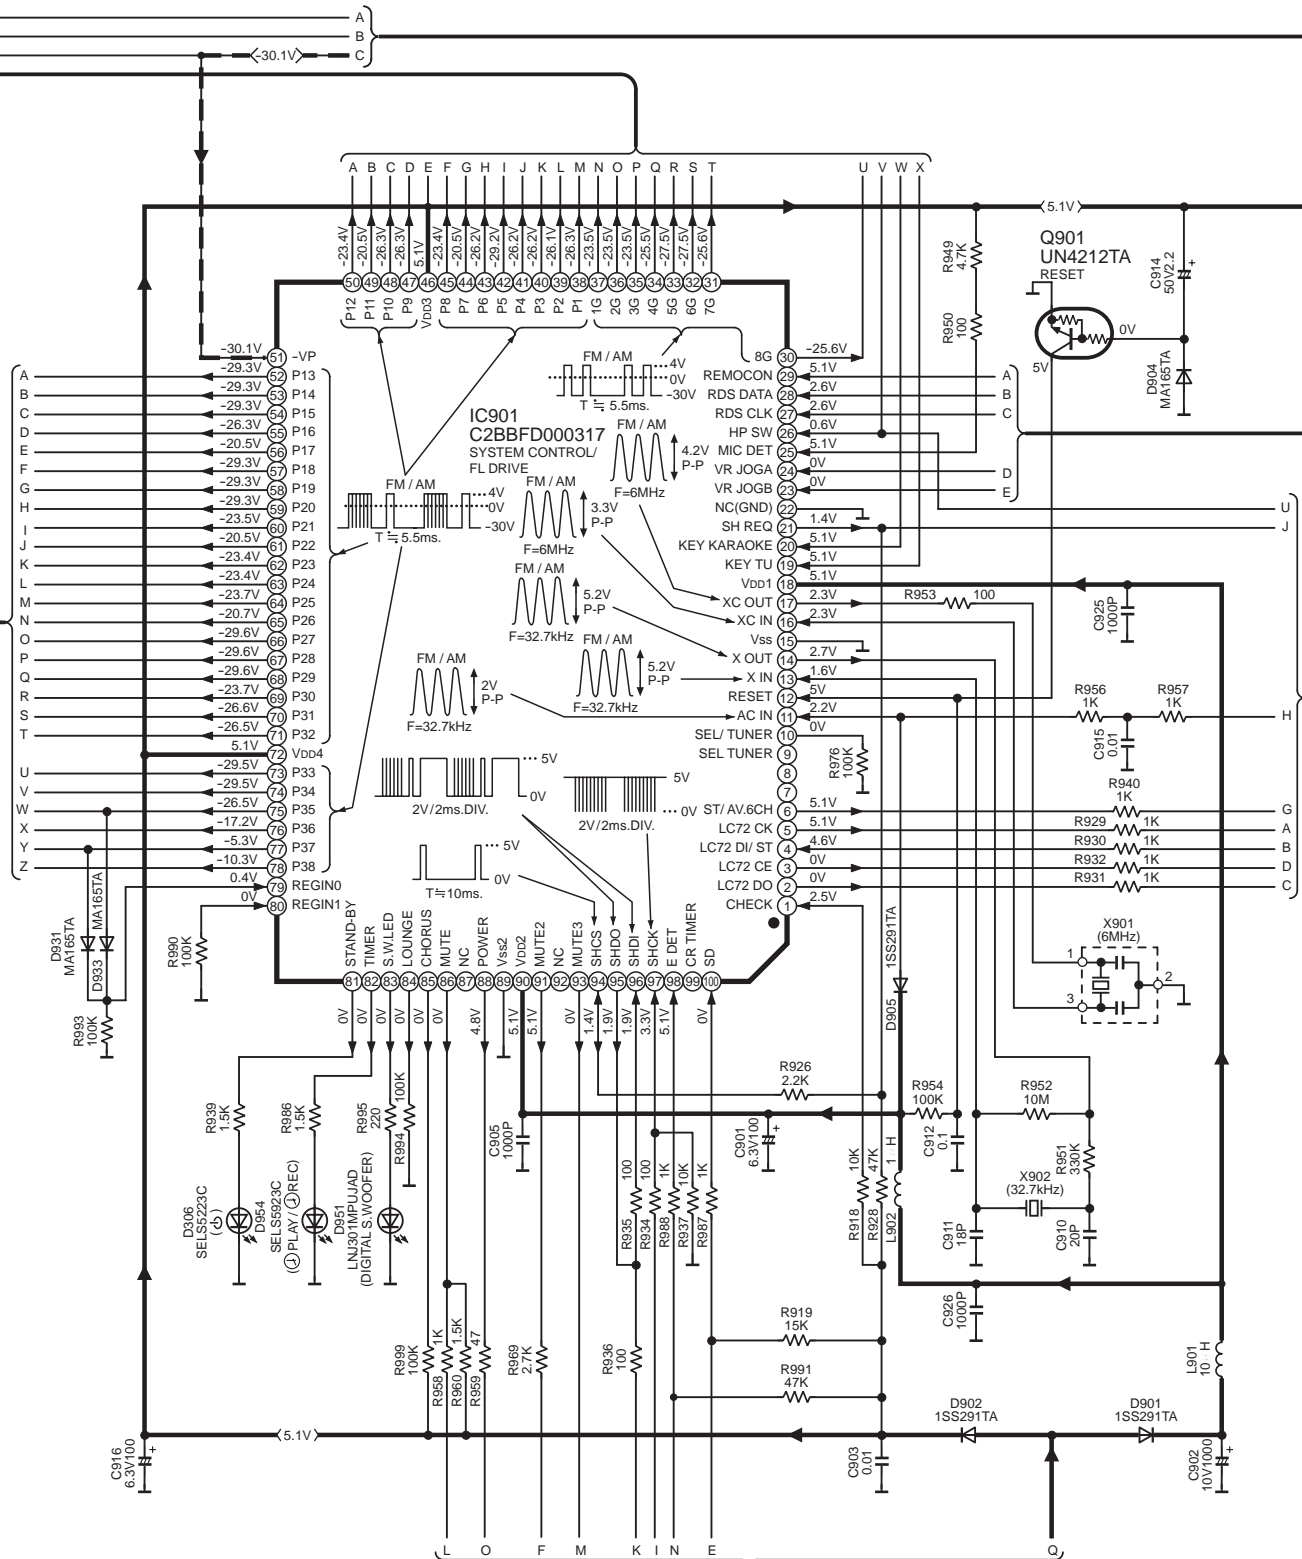 A
B
C
-30.1V
A B C D E F G H I J K L M N O P Q R S T
U V W X
5.1V
-23.4V -20.5V -26.3V -26.3V 5.1V -23.4V -20.5V -26.2V -29.2V -26.2V -26.2V -26.1V -26.3V -23.5V -23.5V -25.5V -25.5V -27.5V -27.5V -25.6V
50 49 48 47 46 45 44 43 42 41 40 39 38 37 36 35 34 33 32 31
P12 P11 P10 P9 VDD3 P8 P7 P6 P5 P4 P3 P2 P1 1G 2G 3G 4G 5G 6G 7G
R949
4.7K
R950
100
Q901
UN4212TA
RESET
0V
5V
C914
50V2.2
+
D904
MA165TA
-30.1V 51 -VP
A -29.3V 52 P13
B -29.3V 53 P14
C -29.3V 54 P15
D -26.3V 55 P16
E -20.5V 56 P17
F -29.3V 57 P18
G -29.3V 58 P19
H -29.3V 59 P20
I -23.5V 60 P21
J -20.5V 61 P22
K -23.4V 62 P23
L -23.4V 63 P24
M -23.7V 64 P25
N -20.7V 65 P26
O -29.6V 66 P27
P -29.6V 67 P28
Q -29.6V 68 P29
R -23.7V 69 P30
S -26.6V 70 P31
T -26.5V 71 P32
5.1V 72 VDD4
U -29.5V 73 P33
V -29.5V 74 P34
W -26.5V 75 P35
X -17.2V 76 P36
Y -5.3V 77 P37
Z -10.3V 78 P38
0.4V 79 REGIN0
0V 80 REGIN1
IC901
C2BBFD000317
SYSTEM CONTROL/
FL DRIVE
FM / AM
4V
0V
-30V
T ≒ 5.5ms.
FM / AM
4.2V
P-P
F=6MHz
FM / AM
3.3V
P-P
F=6MHz
FM / AM
4V
0V
-30V
T ≒ 5.5ms.
FM / AM
5.2V
P-P
F=32.7kHz
FM / AM
5.2V
P-P
F=32.7kHz
FM / AM
2V
P-P
F=32.7kHz
5V
0V
2V/2ms.DIV.
5V
0V
2V/2ms.DIV.
5V
0V
T≒10ms.
8G 30 -25.6V
REMOCON 29 5.1V A
RDS DATA 28 2.6V B
RDS CLK 27 2.6V C
HP SW 26 0.6V
MIC DET 25 5.1V
VR JOGA 24 0V D
VR JOGB 23 0V E
NC(GND) 22 U
SH REQ 21 1.4V J
KEY KARAOKE 20 5.1V
KEY TU 19 5.1V
VDD1 18 5.1V
XC OUT 17 2.3V R953 100
XC IN 16 2.3V
Vss 15
X OUT 14 2.7V
X IN 13 1.6V
RESET 12 5V
AC IN 11 2.2V H
SEL/ TUNER 10 0V
SEL TUNER 9
8
7
ST/ AV.6CH 6 5.1V G
LC72 CK 5 5.1V R929 1K A
LC72 DI/ ST 4 4.6V R930 1K B
LC72 CE 3 0V R932 1K D
LC72 DO 2 0V R931 1K C
CHECK 1 2.5V
C925
1000P
R956
1K
R957
1K
C915
0.01
R976
100K
R940
1K
X901
(6MHz)
1
2
3
STAND-BY TIMER S.W.LED LOUNGE CHORUS MUTE NC POWER Vss2 VDD2 MUTE2 NC MUTE3 SHCS SHDO SHDI SHCK E DET CR TIMER SD
81 82 83 84 85 86 87 88 89 90 91 92 93 94 95 96 97 98 99 100
0V 0V 0V 0V 0V 0V 4.8V 5.1V 5.1V 0V 1.4V 1.9V 1.9V 3.3V 5.1V 0V
D931
MA165TA
D933
MA165TA
R990
100K
R993
100K
D905
1SS291TA
R939
1.5K
R986
1.5K
R995
220
R994
100K
C905
1000P
R926
2.2K
C901
6.3V100
+
R954
100K
C912
0.1
R952
10M
R951
330K
X902
(32.7kHz)
C911
18P
C910
20P
D306
SELS5223C
D954
SELS5923C
(PLAY/ REC)
D951
LNJ301MPUJAD
(DIGITAL S.WOOFER)
R935
100
R934
100
R988
1K
R937
10K
R987
1K
R918
10K
R928
47K
L902
1 H
C926
1000P
R999
100K
R958
1K
R960
1.5K
R959
47
R969
2.7K
R936
100
R919
15K
R991
47K
L901
10 H
D902
1SS291TA
D901
1SS291TA
5.1V
C916
6.3V100
+
C903
0.01
C902
10V1000
+
L O F M K I N E Q